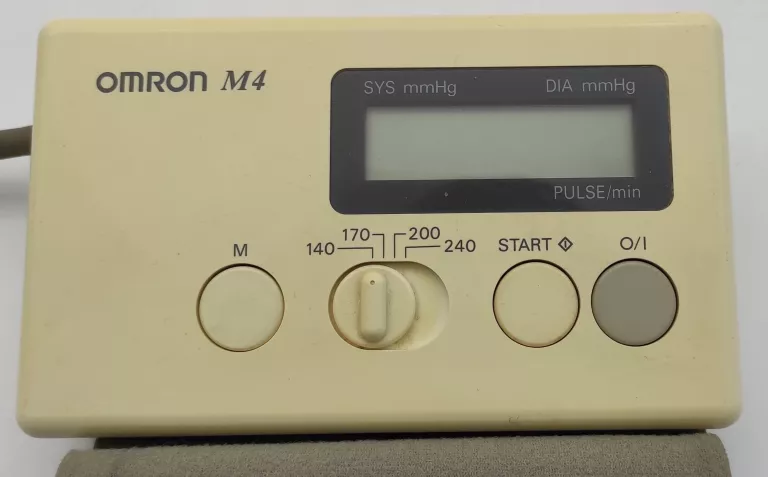 OMRON M4
SYS mmHg DIA mmHg
PULSE/min
M
140 170 200 240
START
O/I